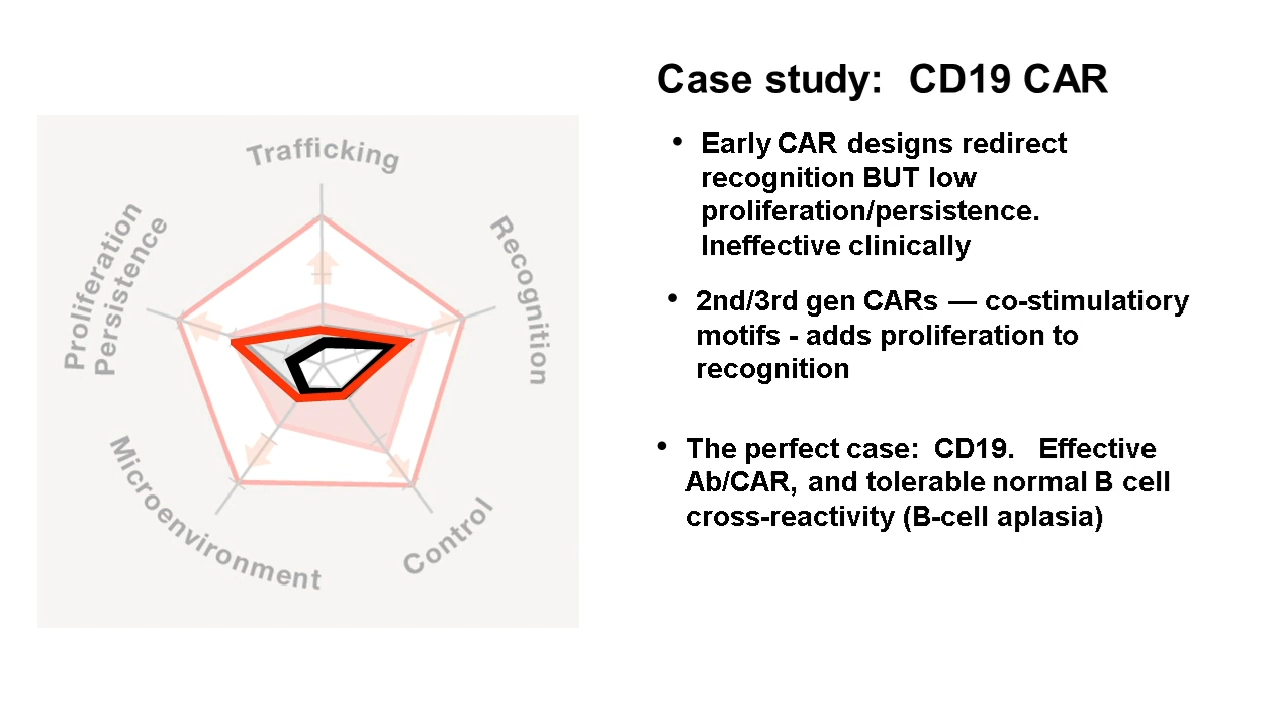 Case study: CD19 CAR
Trafficking
Recognition
Proliferation
Persistence
Microenvironment
Control
• Early CAR designs redirect
recognition BUT low
proliferation/persistence.
Ineffective clinically
• 2nd/3rd gen CARs — co-stimulatiory
motifs - adds proliferation to
recognition
• The perfect case: CD19. Effective
Ab/CAR, and tolerable normal B cell
cross-reactivity (B-cell aplasia)